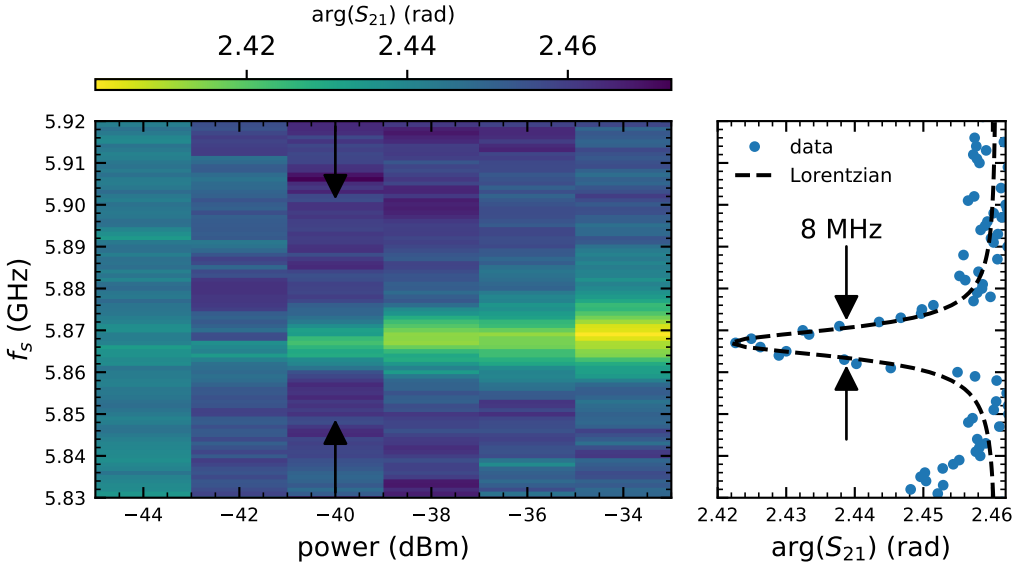 arg(S21) (rad)
2.42 2.44 2.46
5.92
5.91
5.90
5.89
5.88
5.87
5.86
5.85
5.84
5.83
fs (GHz)
−44 −42 −40 −38 −36 −34
power (dBm)
data
Lorentzian
8 MHz
2.42 2.43 2.44 2.45 2.46
arg(S21) (rad)